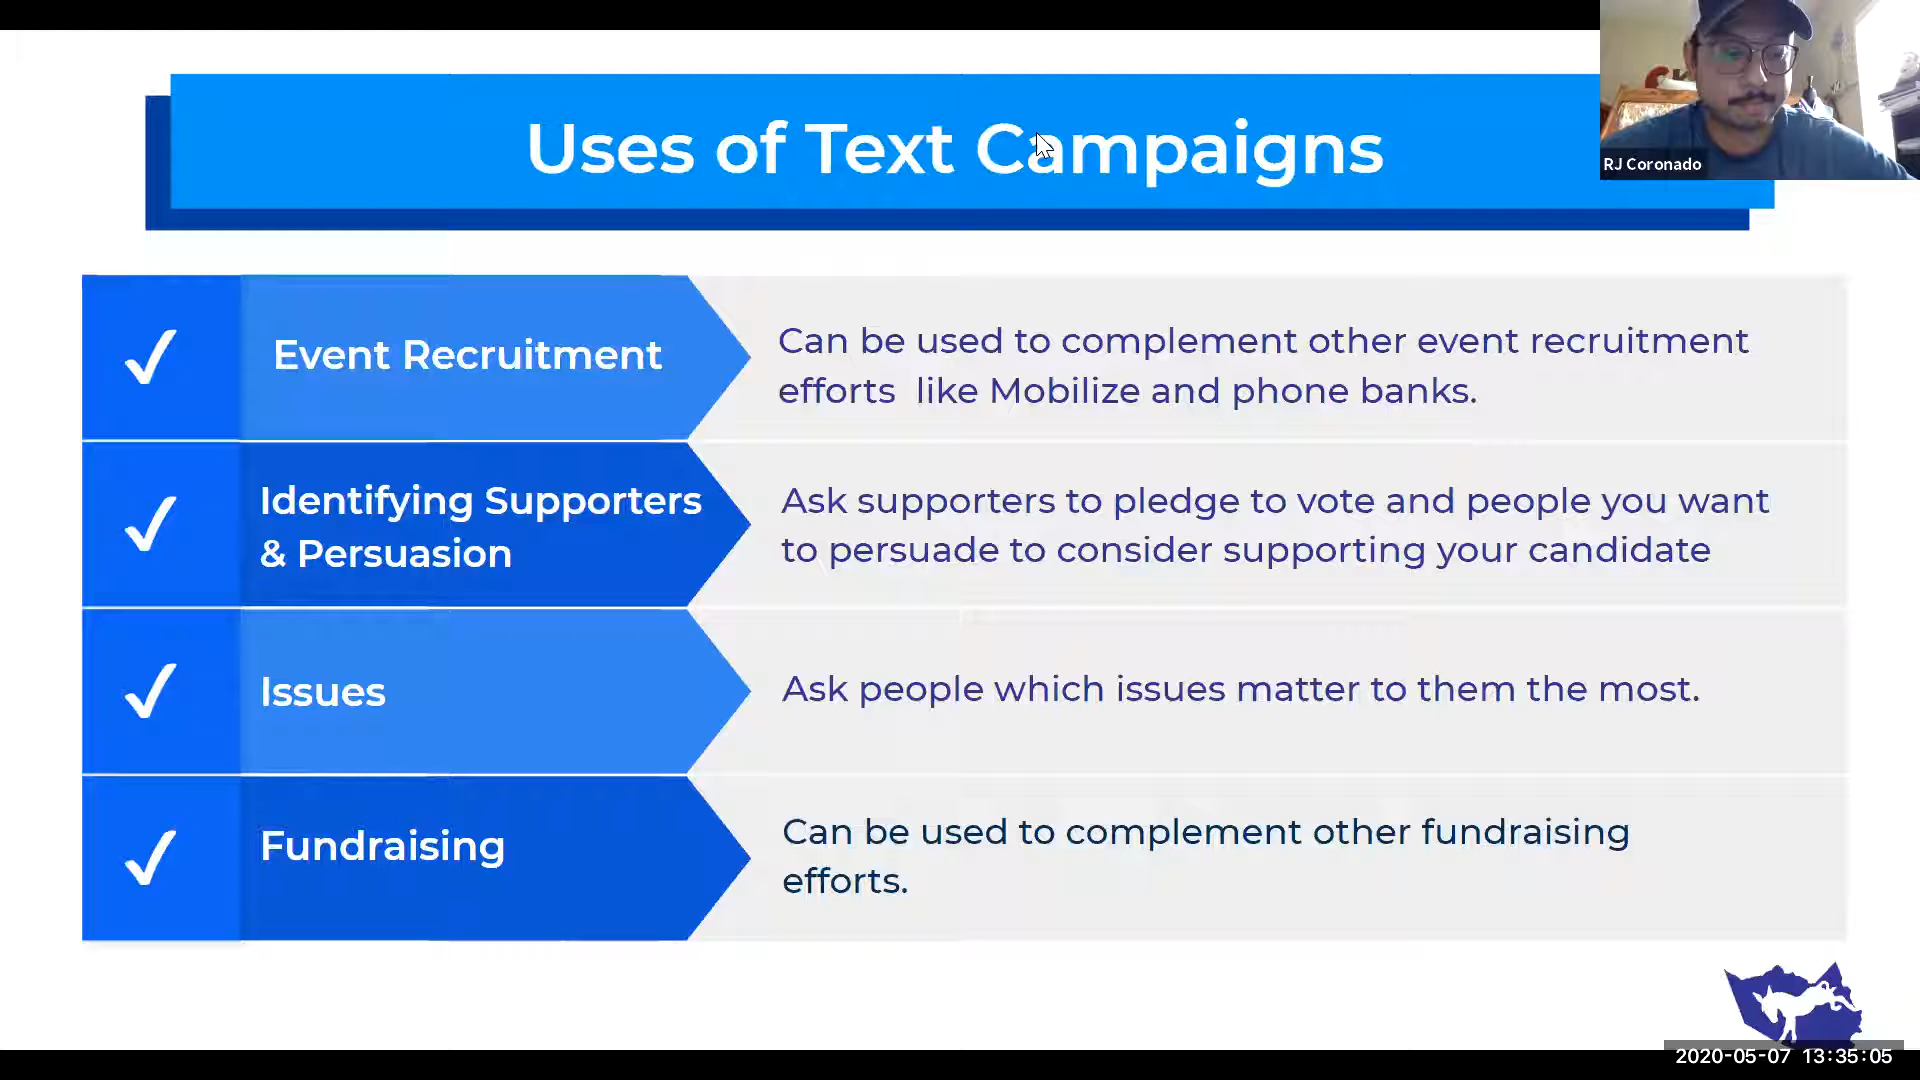 Uses of Text Campaigns
RJ Coronado
Event Recruitment
Can be used to complement other event recruitment
efforts like Mobilize and phone banks.
Identifying Supporters
& Persuasion
Ask supporters to pledge to vote and people you want
to persuade to consider supporting your candidate
Issues
Ask people which issues matter to them the most.
Fundraising
Can be used to complement other fundraising
efforts.
2020-05-07 13:35:05